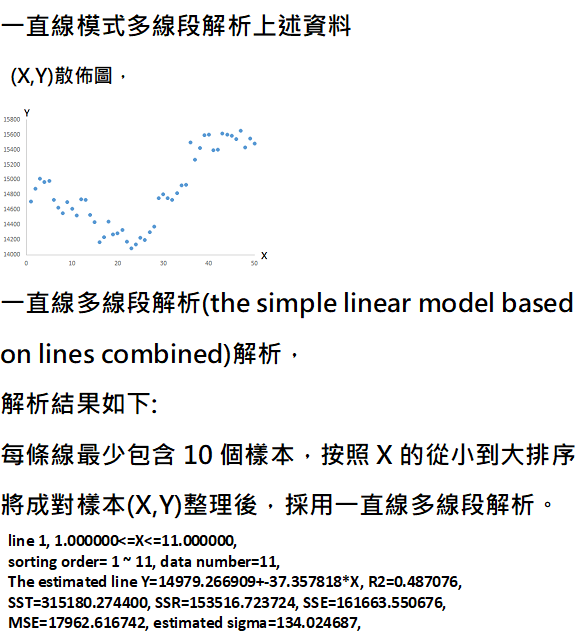 一直線模式多線段解析上述資料
(X,Y)散佈圖，
Y
15800
15600
15400
15200
15000
14800
14600
14400
14200
14000
0 10 20 30 40 50
X
一直線多線段解析(the simple linear model based
on lines combined)解析，
解析結果如下:
每條線最少包含 10 個樣本，按照 X 的從小到大排序
將成對樣本(X,Y)整理後，採用一直線多線段解析。
line 1, 1.000000<=X<=11.000000,
sorting order= 1 ~ 11, data number=11,
The estimated line Y=14979.266909+-37.357818*X, R2=0.487076,
SST=315180.274400, SSR=153516.723724, SSE=161663.550676,
MSE=17962.616742, estimated sigma=134.024687,